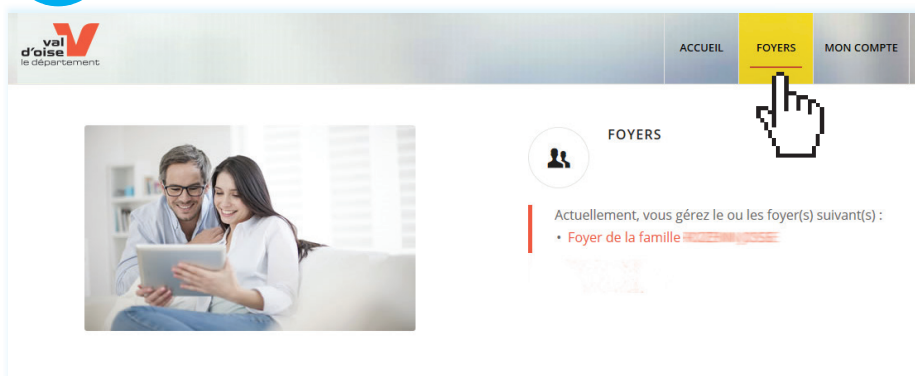 val
d'oise
le département
ACCUEIL FOYERS MON COMPTE
FOYERS
Actuellement, vous gérez le ou les foyer(s) suivant(s) :
• Foyer de la famille